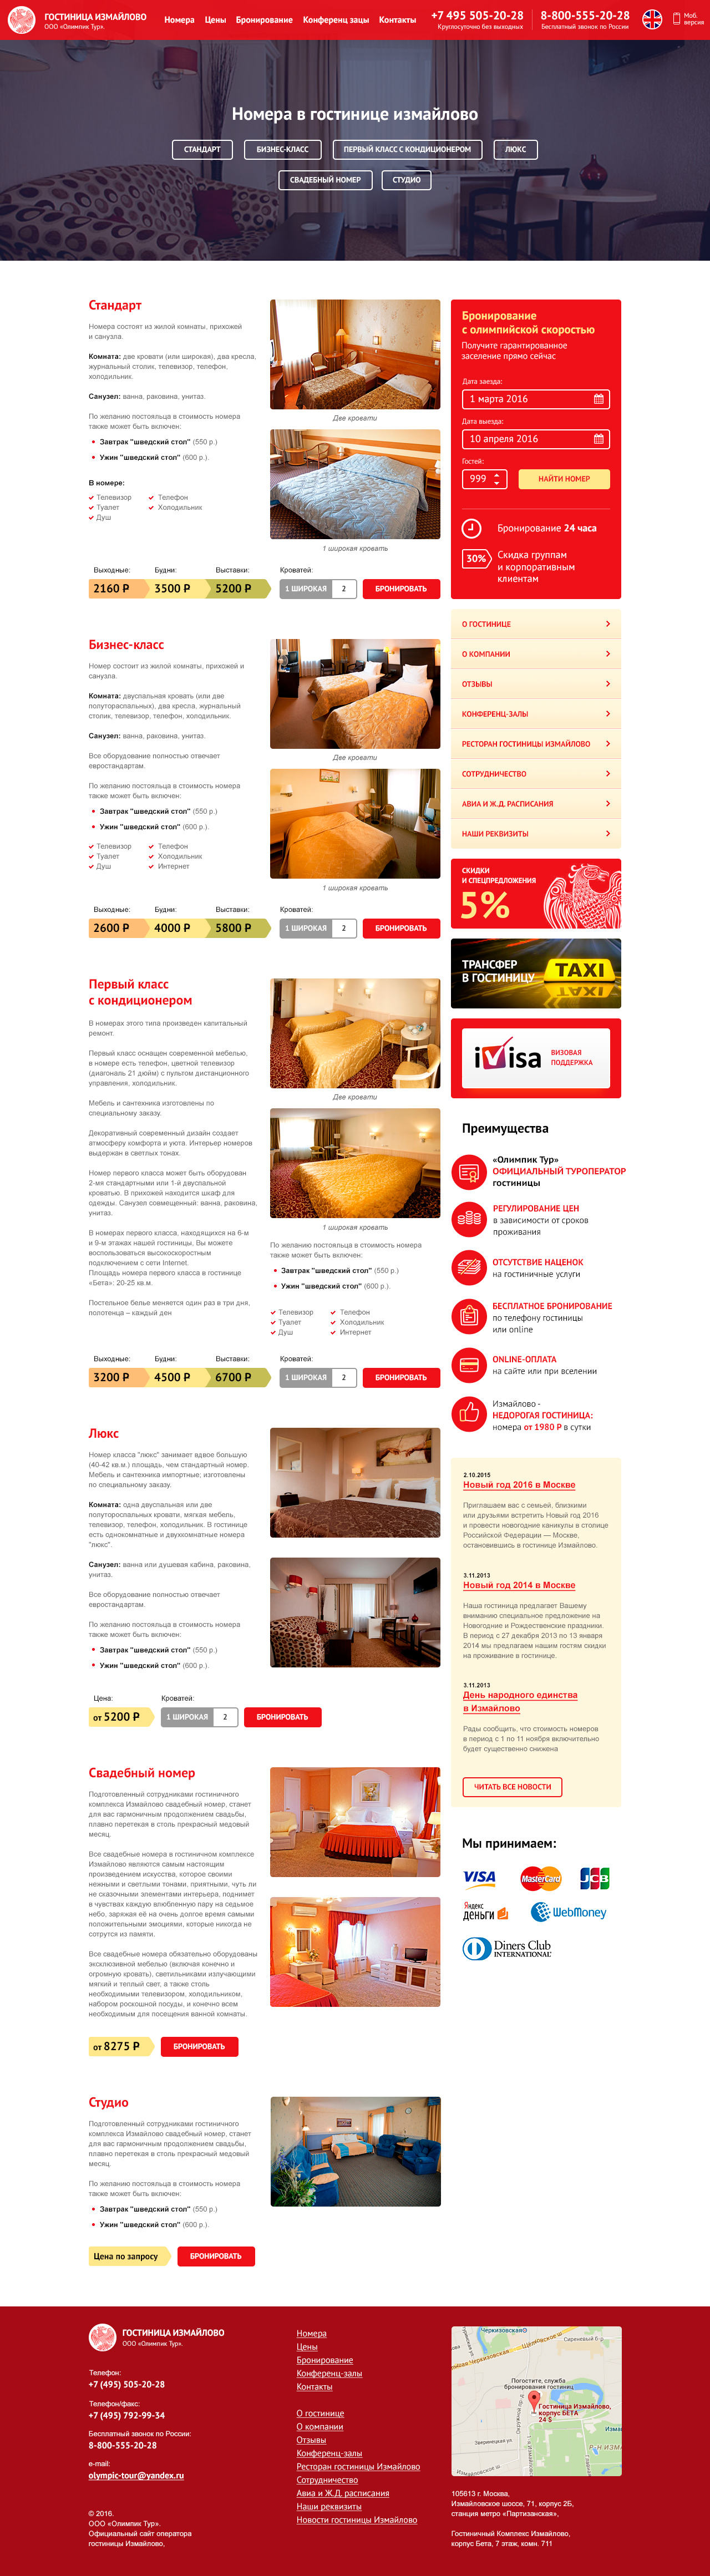 ГОСТИНИЦА ИЗМАЙЛОВО
ООО «Олимпик Тур».
Номера Цены Бронирование Конференц зацы Контакты
+7 495 505-20-28
Круглосуточно без выходных
8-800-555-20-28
Бесплатный звонок по России
Моб.
версия
Номера в гостинице измайлово
СТАНДАРТ БИЗНЕС-КЛАСС ПЕРВЫЙ КЛАСС С КОНДИЦИОНЕРОМ ЛЮКС
СВАДЕБНЫЙ НОМЕР СТУДИО
Стандарт
Номера состоят из жилой комнаты, прихожей
и санузла.
Комната: две кровати (или широкая), два кресла,
журнальный столик, телевизор, телефон,
холодильник.
Санузел: ванна, раковина, унитаз.
По желанию постояльца в стоимость номера
также может быть включен:
Завтрак "шведский стол" (550 р.)
Ужин "шведский стол" (600 р.).
В номере:
Телевизор Телефон
Туалет Холодильник
Душ
Две кровати
1 широкая кровать
Выходные: Будни: Выставки: Кроватей:
2160 Р 3500 Р 5200 Р 1 ШИРОКАЯ 2 БРОНИРОВАТЬ
Бизнес-класс
Номер состоит из жилой комнаты, прихожей и
санузла.
Комната: двуспальная кровать (или две
полутораспальных), два кресла, журнальный
столик, телевизор, телефон, холодильник.
Санузел: ванна, раковина, унитаз.
Все оборудование полностью отвечает
евростандартам.
По желанию постояльца в стоимость номера
также может быть включен:
Завтрак "шведский стол" (550 р.)
Ужин "шведский стол" (600 р.).
Телевизор Телефон
Туалет Холодильник
Душ Интернет
Две кровати
1 широкая кровать
Выходные: Будни: Выставки: Кроватей:
2600 Р 4000 Р 5800 Р 1 ШИРОКАЯ 2 БРОНИРОВАТЬ
Первый класс
с кондиционером
В номерах этого типа произведен капитальный
ремонт.
Первый класс оснащен современной мебелью,
в номере есть телефон, цветной телевизор
(диагональ 21 дюйм) с пультом дистанционного
управления, холодильник.
Мебель и сантехника изготовлены по
специальному заказу.
Декоративный современный дизайн создает
атмосферу комфорта и уюта. Интерьер номеров
выдержан в светлых тонах.
Номер первого класса может быть оборудован
2-мя стандартными или 1-й двуспальной
кроватью. В прихожей находится шкаф для
одежды. Санузел совмещенный: ванна, раковина,
унитаз.
В номерах первого класса, находящихся на 6-м
и 9-м этажах нашей гостиницы, Вы можете
воспользоваться высокоскоростным
подключением к сети Internet.
Площадь номера первого класса в гостинице
«Бета»: 20-25 кв.м.
Постельное белье меняется один раз в три дня,
полотенца – каждый ден
Две кровати
1 широкая кровать
По желанию постояльца в стоимость номера
также может быть включен:
Завтрак "шведский стол" (550 р.)
Ужин "шведский стол" (600 р.).
Телевизор Телефон
Туалет Холодильник
Душ Интернет
Выходные: Будни: Выставки: Кроватей:
3200 Р 4500 Р 6700 Р 1 ШИРОКАЯ 2 БРОНИРОВАТЬ
Люкс
Номер класса "люкс" занимает вдвое большую
(40-42 кв.м.) площадь, чем стандартный номер.
Мебель и сантехника импортные; изготовлены
по специальному заказу.
Комната: одна двуспальная или две
полутороспальных кровати, мягкая мебель,
телевизор, телефон, холодильник. В гостинице
есть однокомнатные и двухкомнатные номера
"люкс".
Санузел: ванна или душевая кабина, раковина,
унитаз.
Все оборудование полностью отвечает
евростандартам.
По желанию постояльца в стоимость номера
также может быть включен:
Завтрак "шведский стол" (550 р.)
Ужин "шведский стол" (600 р.).
Цена: Кроватей:
от 5200 Р 1 ШИРОКАЯ 2 БРОНИРОВАТЬ
Свадебный номер
Подготовленный сотрудниками гостиничного
комплекса Измайлово свадебный номер, станет
для вас гармоничным продолжением свадьбы,
плавно перетекая в столь прекрасный медовый
месяц.
Все свадебные номера в гостиничном комплексе
Измайлово являются самым настоящим
произведением искусства, которое своими
нежными и светлыми тонами, приятными, чуть ли
не сказочными элементами интерьера, поднимет
в чувствах каждую влюбленную пару на седьмое
небо, заряжая её на очень долгое время самыми
положительными эмоциями, которые никогда не
сотрутся из памяти.
Все свадебные номера обязательно оборудованы
эксклюзивной мебелью (включая конечно и
огромную кровать), светильниками излучающими
мягкий и теплый свет, а также столь
необходимыми телевизором, холодильником,
набором роскошной посуды, и конечно всем
необходимым для посещения ванной комнаты.
от 8275 Р БРОНИРОВАТЬ
Студио
Подготовленный сотрудниками гостиничного
комплекса Измайлово свадебный номер, станет
для вас гармоничным продолжением свадьбы,
плавно перетекая в столь прекрасный медовый
месяц.
По желанию постояльца в стоимость номера
также может быть включен:
Завтрак "шведский стол" (550 р.)
Ужин "шведский стол" (600 р.).
Цена по запросу БРОНИРОВАТЬ
Бронирование
с олимпийской скоростью
Получите гарантированное
заселение прямо сейчас
Дата заезда:
1 марта 2016
Дата выезда:
10 апреля 2016
Гостей:
999 НАЙТИ НОМЕР
Бронирование 24 часа
30% Скидка группам
и корпоративным
клиентам
О ГОСТИНИЦЕ
О КОМПАНИИ
ОТЗЫВЫ
КОНФЕРЕНЦ-ЗАЛЫ
РЕСТОРАН ГОСТИНИЦЫ ИЗМАЙЛОВО
СОТРУДНИЧЕСТВО
АВИА И Ж.Д. РАСПИСАНИЯ
НАШИ РЕКВИЗИТЫ
СКИДКИ
И СПЕЦПРЕДЛОЖЕНИЯ
5%
ТРАНСФЕР
В ГОСТИНИЦУ
TAXI
iVisa
ВИЗОВАЯ
ПОДДЕРЖКА
Преимущества
«Олимпик Тур»
ОФИЦИАЛЬНЫЙ ТУРОПЕРАТОР
гостиницы
РЕГУЛИРОВАНИЕ ЦЕН
в зависимости от сроков
проживания
ОТСУТСТВИЕ НАЦЕНОК
на гостиничные услуги
БЕСПЛАТНОЕ БРОНИРОВАНИЕ
по телефону гостиницы
или online
ONLINE-ОПЛАТА
на сайте или при вселении
Измайлово -
НЕДОРОГАЯ ГОСТИНИЦА:
номера от 1980 Р в сутки
2.10.2015
Новый год 2016 в Москве
Приглашаем вас с семьей, близкими
или друзьями встретить Новый год 2016
и провести новогодние каникулы в столице
Российской Федерации — Москве,
остановившись в гостинице Измайлово.
3.11.2013
Новый год 2014 в Москве
Наша гостиница предлагает Вашему
вниманию специальное предложение на
Новогодние и Рождественские праздники.
В период с 27 декабря 2013 по 13 января
2014 мы предлагаем нашим гостям скидки
на проживание в гостинице.
3.11.2013
День народного единства
в Измайлово
Рады сообщить, что стоимость номеров
в период с 1 по 11 ноября включительно
будет существенно снижена
ЧИТАТЬ ВСЕ НОВОСТИ
Мы принимаем:
VISA MasterCard JCB
Яндекс
деньги WebMoney
Diners Club
INTERNATIONAL
ГОСТИНИЦА ИЗМАЙЛОВО
ООО «Олимпик Тур».
Телефон:
+7 (495) 505-20-28
Телефон/факс:
+7 (495) 792-99-34
Бесплатный звонок по России:
8-800-555-20-28
e-mail:
olympic-tour@yandex.ru
© 2016.
ООО «Олимпик Тур».
Официальный сайт оператора
гостиницы Измайлово,
Номера
Цены
Бронирование
Конференц-залы
Контакты
О гостинице
О компании
Отзывы
Конференц-залы
Ресторан гостиницы Измайлово
Сотрудничество
Авиа и Ж.Д. расписания
Наши реквизиты
Новости гостиницы Измайлово
Черкизовская
Щёлковское ш.
Сиреневый б-р
Погостите, служба
бронирования гостиниц
Гостиница Измайлово,
корпус БЕТА
24 $
Измайловское ш.
105613 г. Москва,
Измайловское шоссе, 71, корпус 2Б,
станция метро «Партизанская»,
Гостиничный Комплекс Измайлово,
корпус Бета, 7 этаж, комн. 711